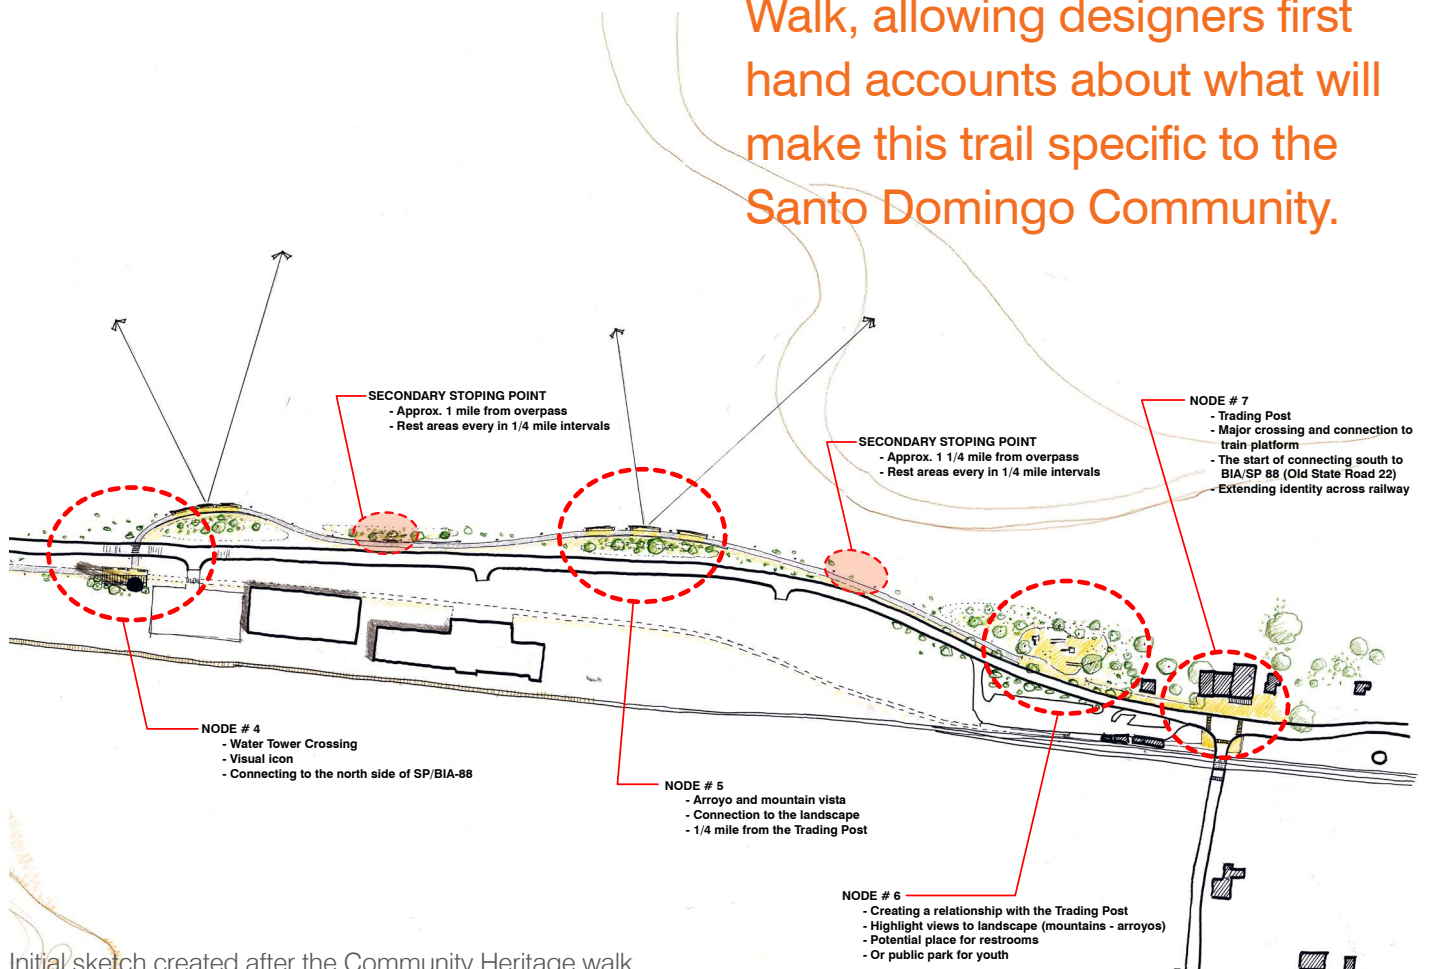 Walk, allowing designers first
hand accounts about what will
make this trail specific to the
Santo Domingo Community.
SECONDARY STOPING POINT
- Approx. 1 mile from overpass
- Rest areas every in 1/4 mile intervals
SECONDARY STOPING POINT
- Approx. 1 1/4 mile from overpass
- Rest areas every in 1/4 mile intervals
NODE # 7
- Trading Post
- Major crossing and connection to
train platform
- The start of connecting south to
BIA/SP 88 (Old State Road 22)
- Extending identity across railway
NODE # 4
- Water Tower Crossing
- Visual icon
- Connecting to the north side of SP/BIA-88
NODE # 5
- Arroyo and mountain vista
- Connection to the landscape
- 1/4 mile from the Trading Post
NODE # 6
- Creating a relationship with the Trading Post
- Highlight views to landscape (mountains - arroyos)
- Potential place for restrooms
- Or public park for youth
Initial sketch created after the Community Heritage walk